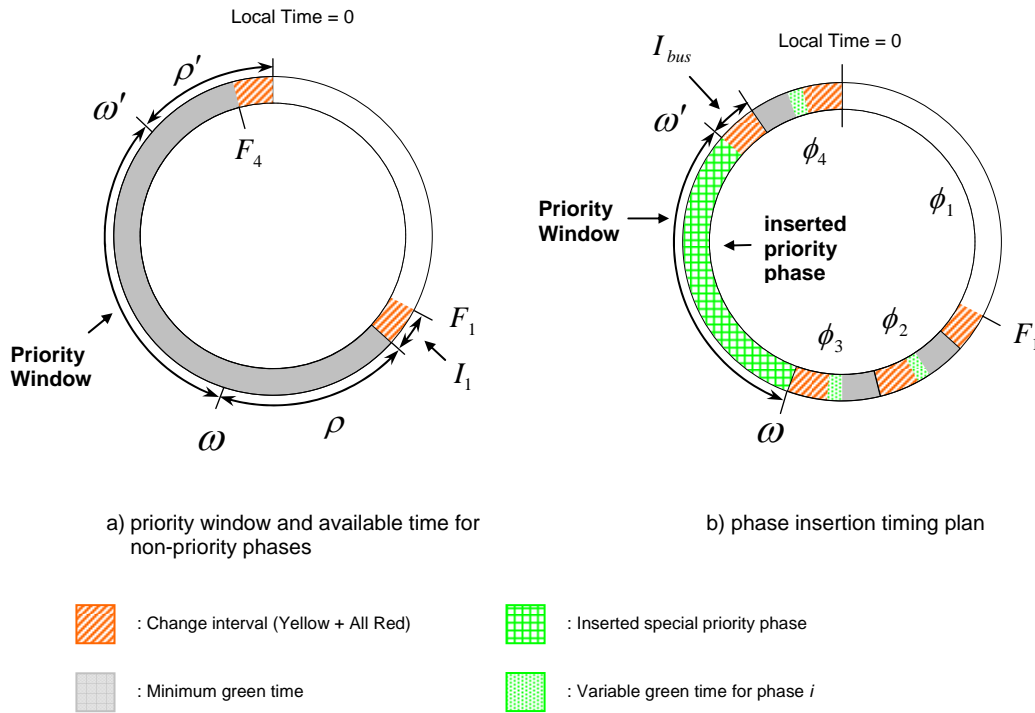 Local Time = 0
ρ'
ω'
F4
Priority
Window
F1
I1
ω
ρ
a) priority window and available time for
non-priority phases
Local Time = 0
I bus
ω'
ϕ4
ϕ1
Priority
Window
inserted
priority
phase
F1
ϕ2
ϕ3
ω
b) phase insertion timing plan
: Change interval (Yellow + All Red)
: Inserted special priority phase
: Minimum green time
: Variable green time for phase i